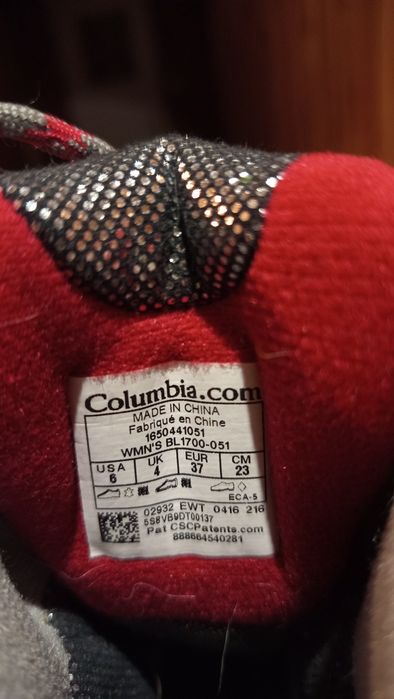 Columbia.com
MADE IN CHINA
Fabriqué en Chine
1650441051
WMN'S BL1700-051
USA UK EUR CM
6 4 37 23
ECA-5
02932 EWT 0416 216
5S8VB9DT00137
Pat CSCPatents.com
888664540281